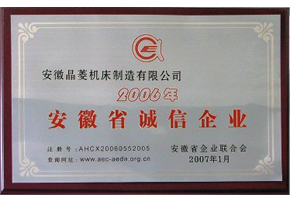 安徽晶菱机床制造有限公司
2006年
安徽省诚信企业
注册号:AHCX20060552005
查询网址:www.aec-aedn.org.cn
安徽省企业联合会
2007年1月